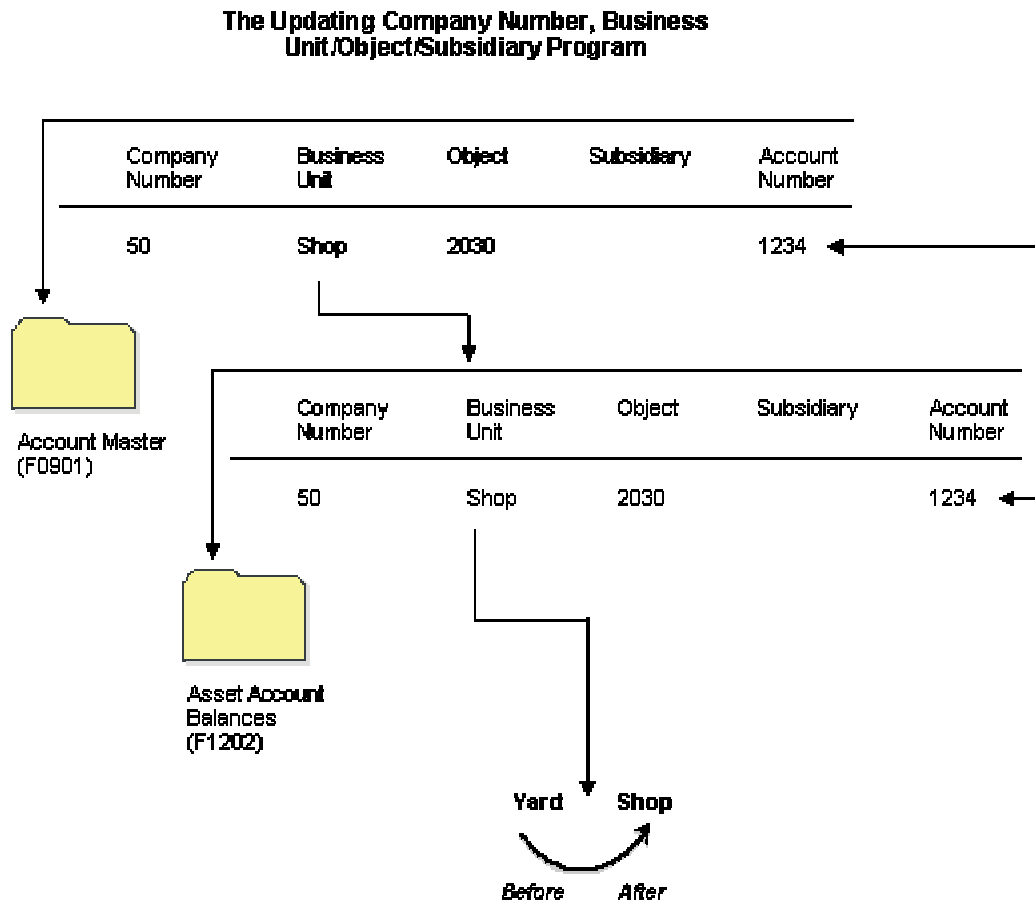 The Updating Company Number, Business
Unit/Object/Subsidiary Program
Company Number Business Unit Object Subsidiary Account Number
50 Shop 2030 1234
Account Master
(F0901)
Company Number Business Unit Object Subsidiary Account Number
50 Shop 2030 1234
Asset Account
Balances
(F1202)
Yard Shop
Before After